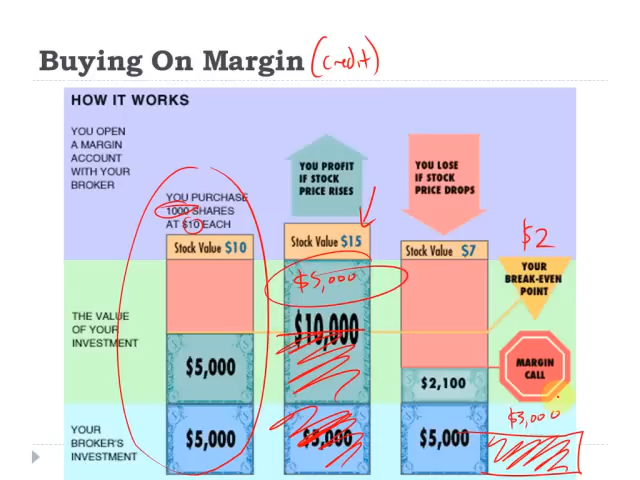 Buying On Margin (credit)
HOW IT WORKS
YOU OPEN
A MARGIN
ACCOUNT
WITH YOUR
BROKER
YOU PURCHASE
1000 SHARES
AT $10 EACH
Stock Value $10
$5,000
$5,000
YOU PROFIT
IF STOCK
PRICE RISES
Stock Value $15
$5,000
$10,000
$5,000
YOU LOSE
IF STOCK
PRICE DROPS
Stock Value $7
$2,100
$5,000
$2
YOUR
BREAK-EVEN
POINT
MARGIN
CALL
$3,000
THE VALUE
OF YOUR
INVESTMENT
YOUR
BROKER'S
INVESTMENT